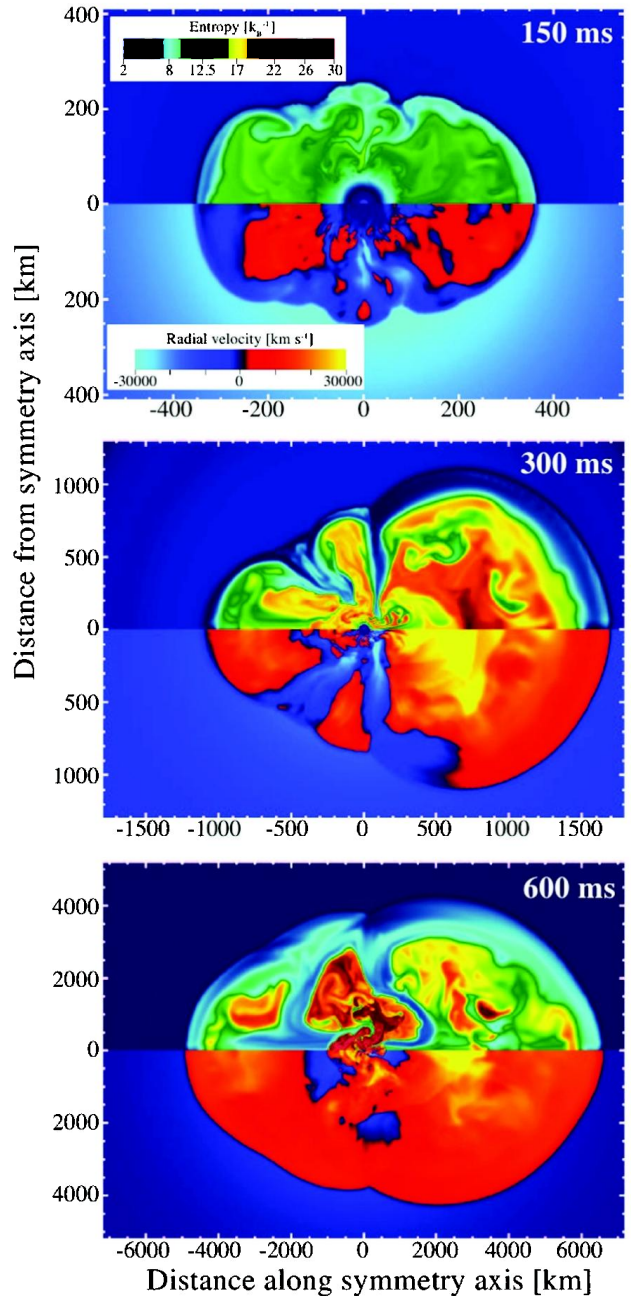 400
150 ms
Entropy [k_B^-1]
2 8 12.5 17 22 26 30
200
0
200
Radial velocity [km s^-1]
-30000 0 30000
400
-400 -200 0 200 400
300 ms
1000
500
0
500
1000
-1500 -1000 -500 0 500 1000 1500
600 ms
4000
2000
0
2000
4000
-6000 -4000 -2000 0 2000 4000 6000
Distance from symmetry axis [km]
Distance along symmetry axis [km]